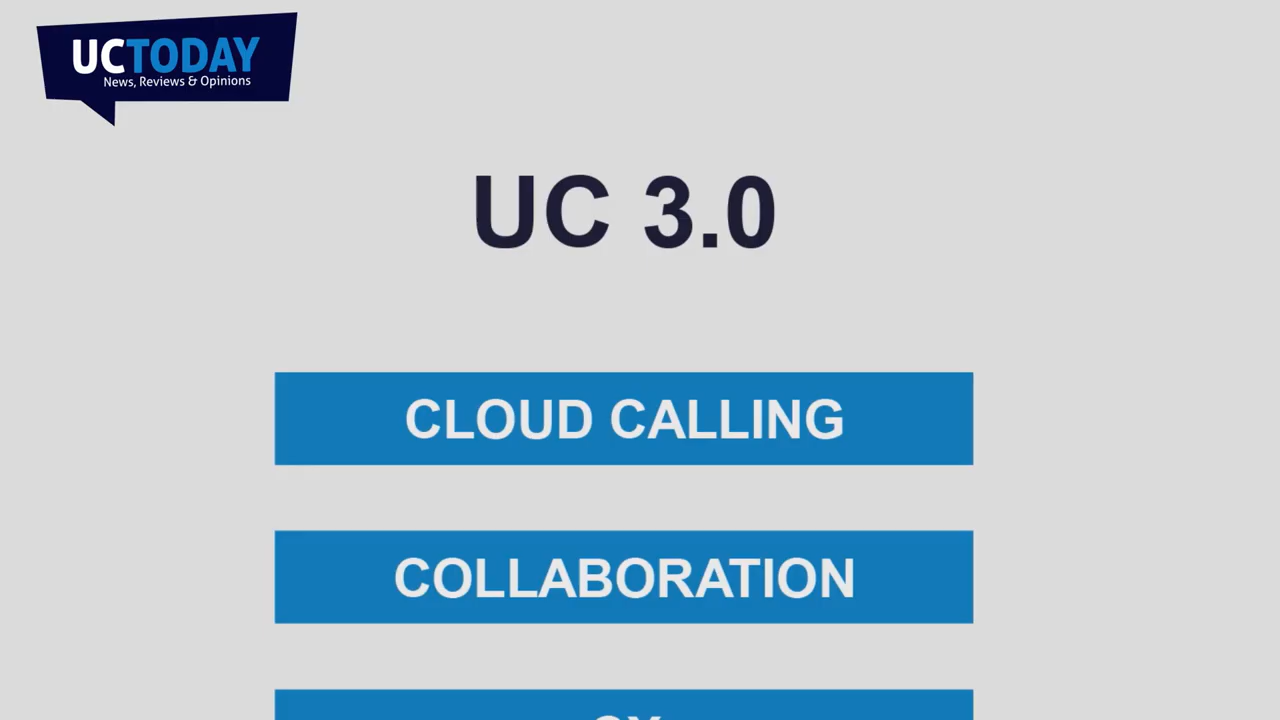 UCTODAY
News, Reviews & Opinions
UC 3.0
CLOUD CALLING
COLLABORATION